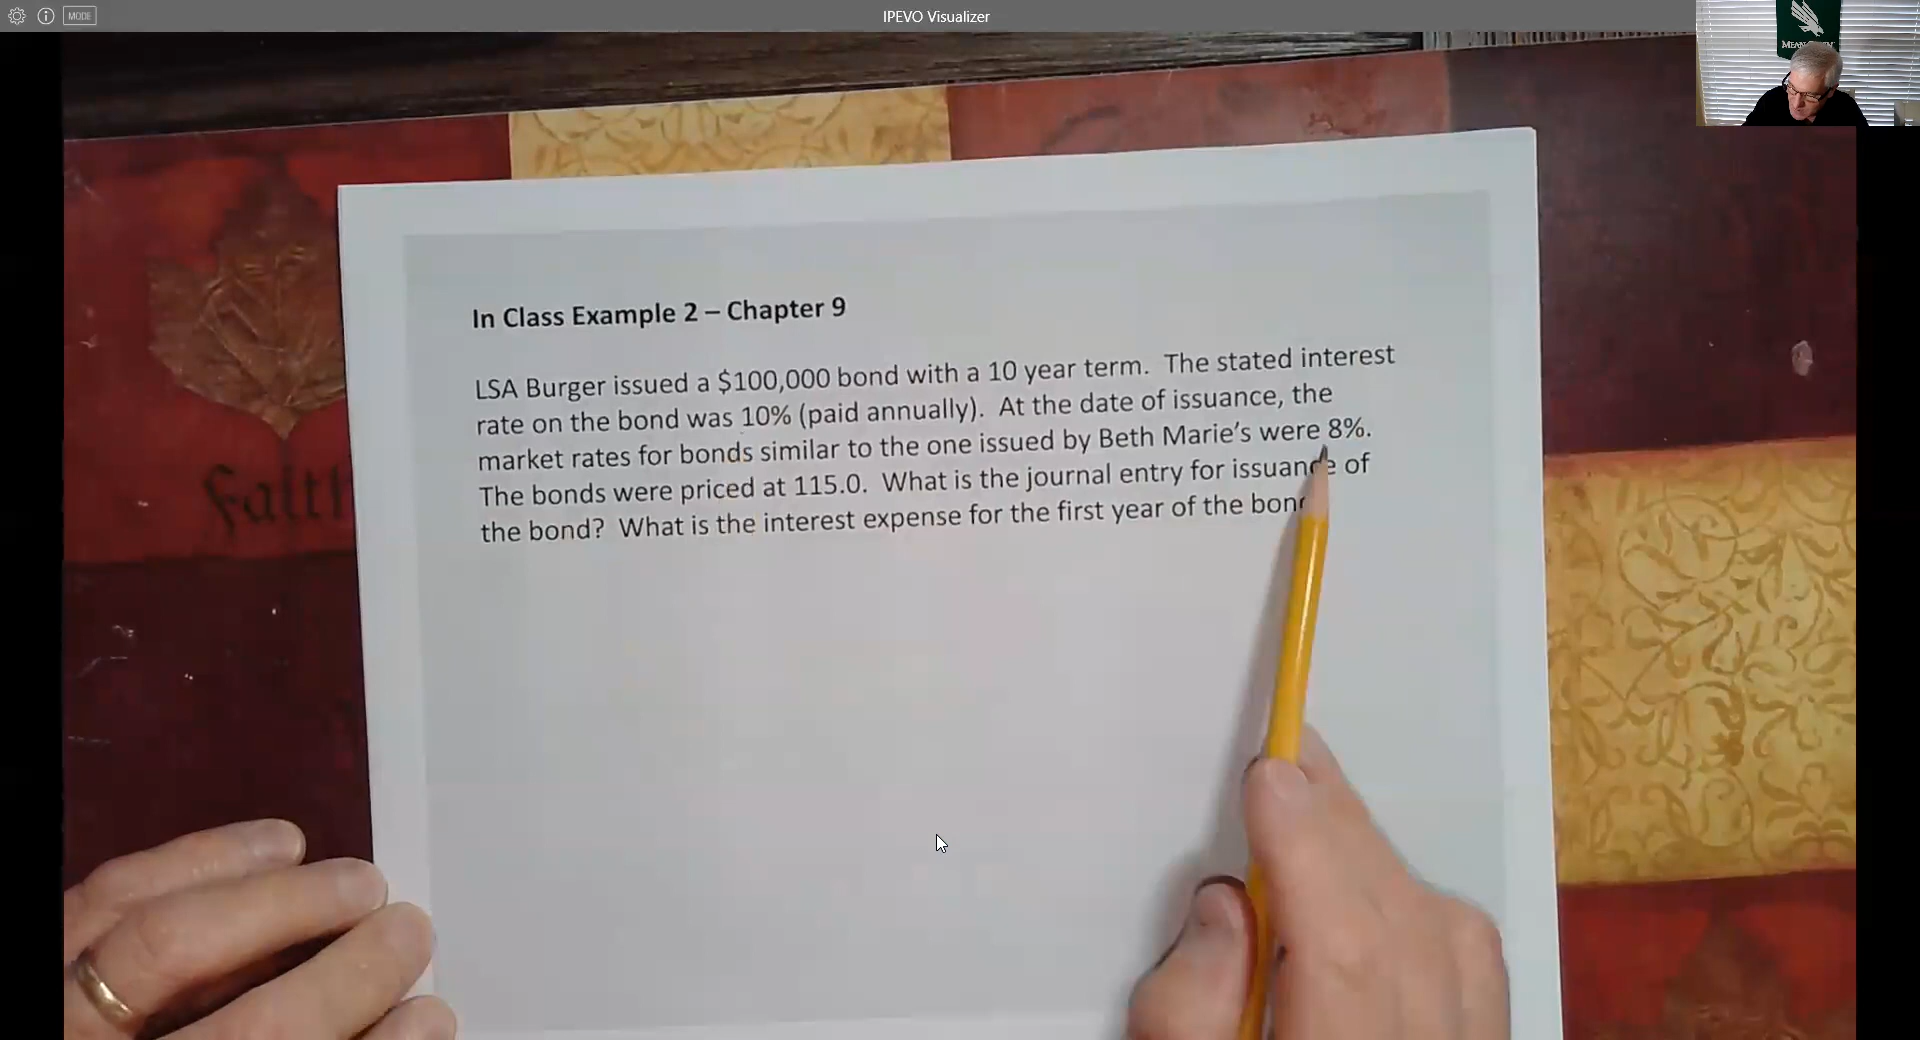 MODE
IPEVO Visualizer
In Class Example 2 – Chapter 9
LSA Burger issued a $100,000 bond with a 10 year term. The stated interest
rate on the bond was 10% (paid annually). At the date of issuance, the
market rates for bonds similar to the one issued by Beth Marie's were 8%.
The bonds were priced at 115.0. What is the journal entry for issuance of
the bond? What is the interest expense for the first year of the bond
Faith